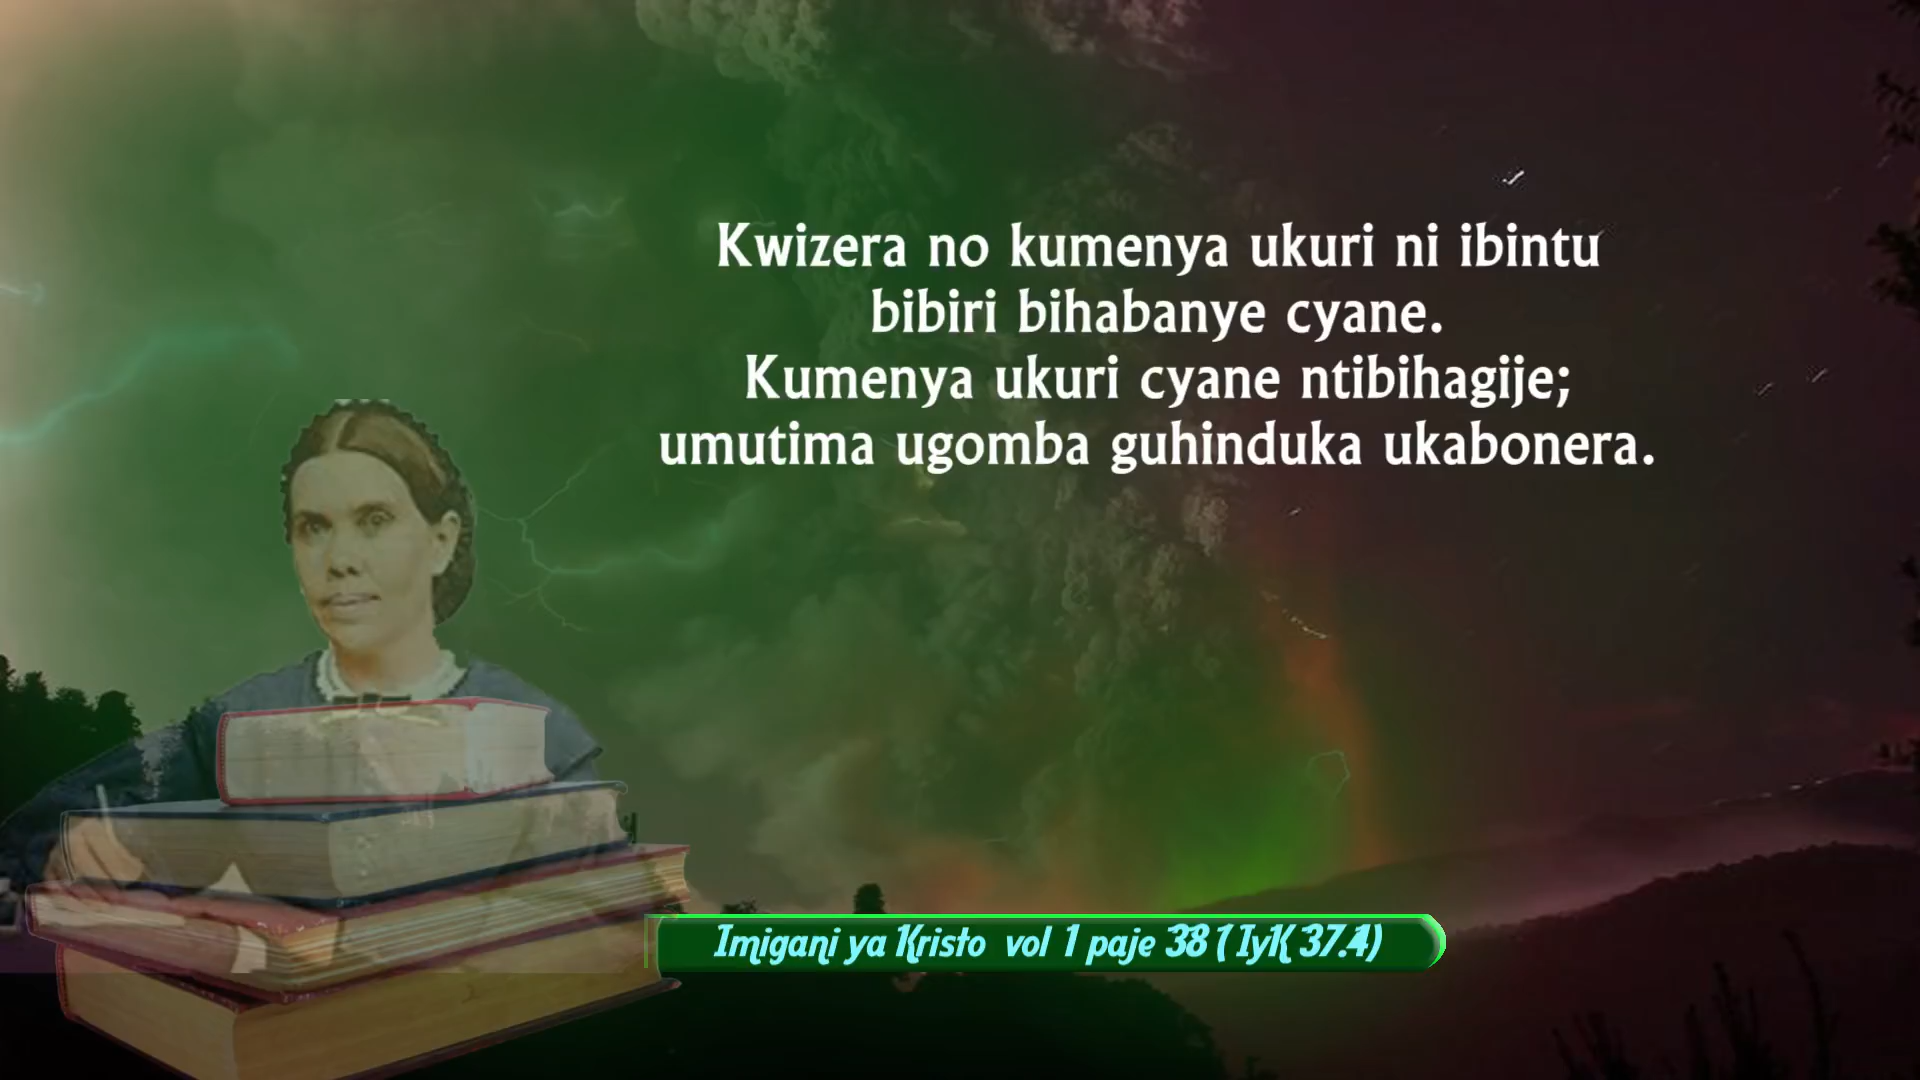 Kwizera no kumenya ukuri ni ibintu
bibiri bihabanye cyane.
Kumenya ukuri cyane ntibihagije;
umutima ugomba guhinduka ukabonera.
Imigani ya Kristo vol 1 paje 38 ( IyK 37.4)